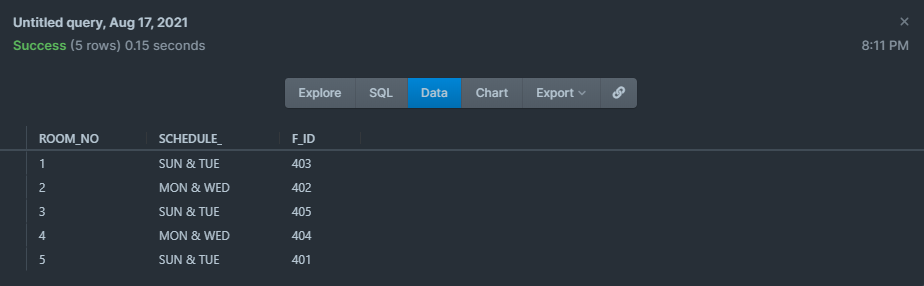 Untitled query, Aug 17, 2021
Success (5 rows) 0.15 seconds 8:11 PM
Explore SQL Data Chart Export
ROOM_NO SCHEDULE_ F_ID
1 SUN & TUE 403
2 MON & WED 402
3 SUN & TUE 405
4 MON & WED 404
5 SUN & TUE 401